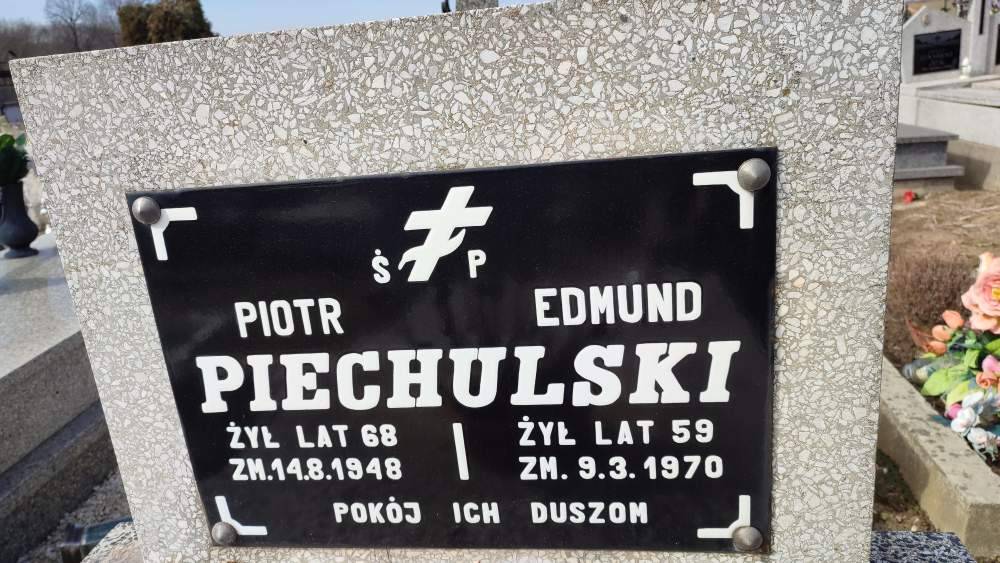 Ś P
PIOTR EDMUND
PIECHULSKI
ŻYŁ LAT 68 ŻYŁ LAT 59
ZM.14.8.1948 ZM. 9.3.1970
POKÓJ ICH DUSZOM